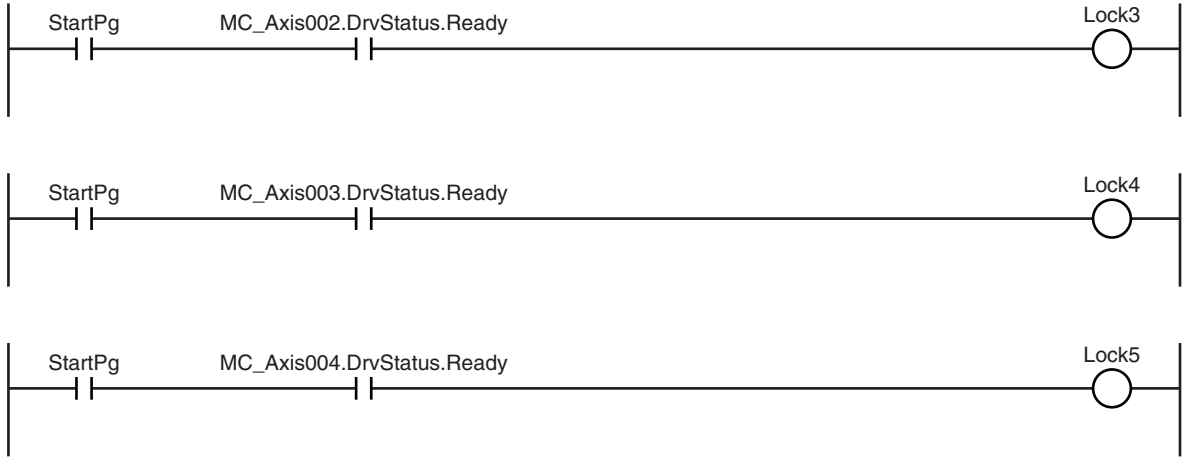 StartPg MC_Axis002.DrvStatus.Ready Lock3
StartPg MC_Axis003.DrvStatus.Ready Lock4
StartPg MC_Axis004.DrvStatus.Ready Lock5